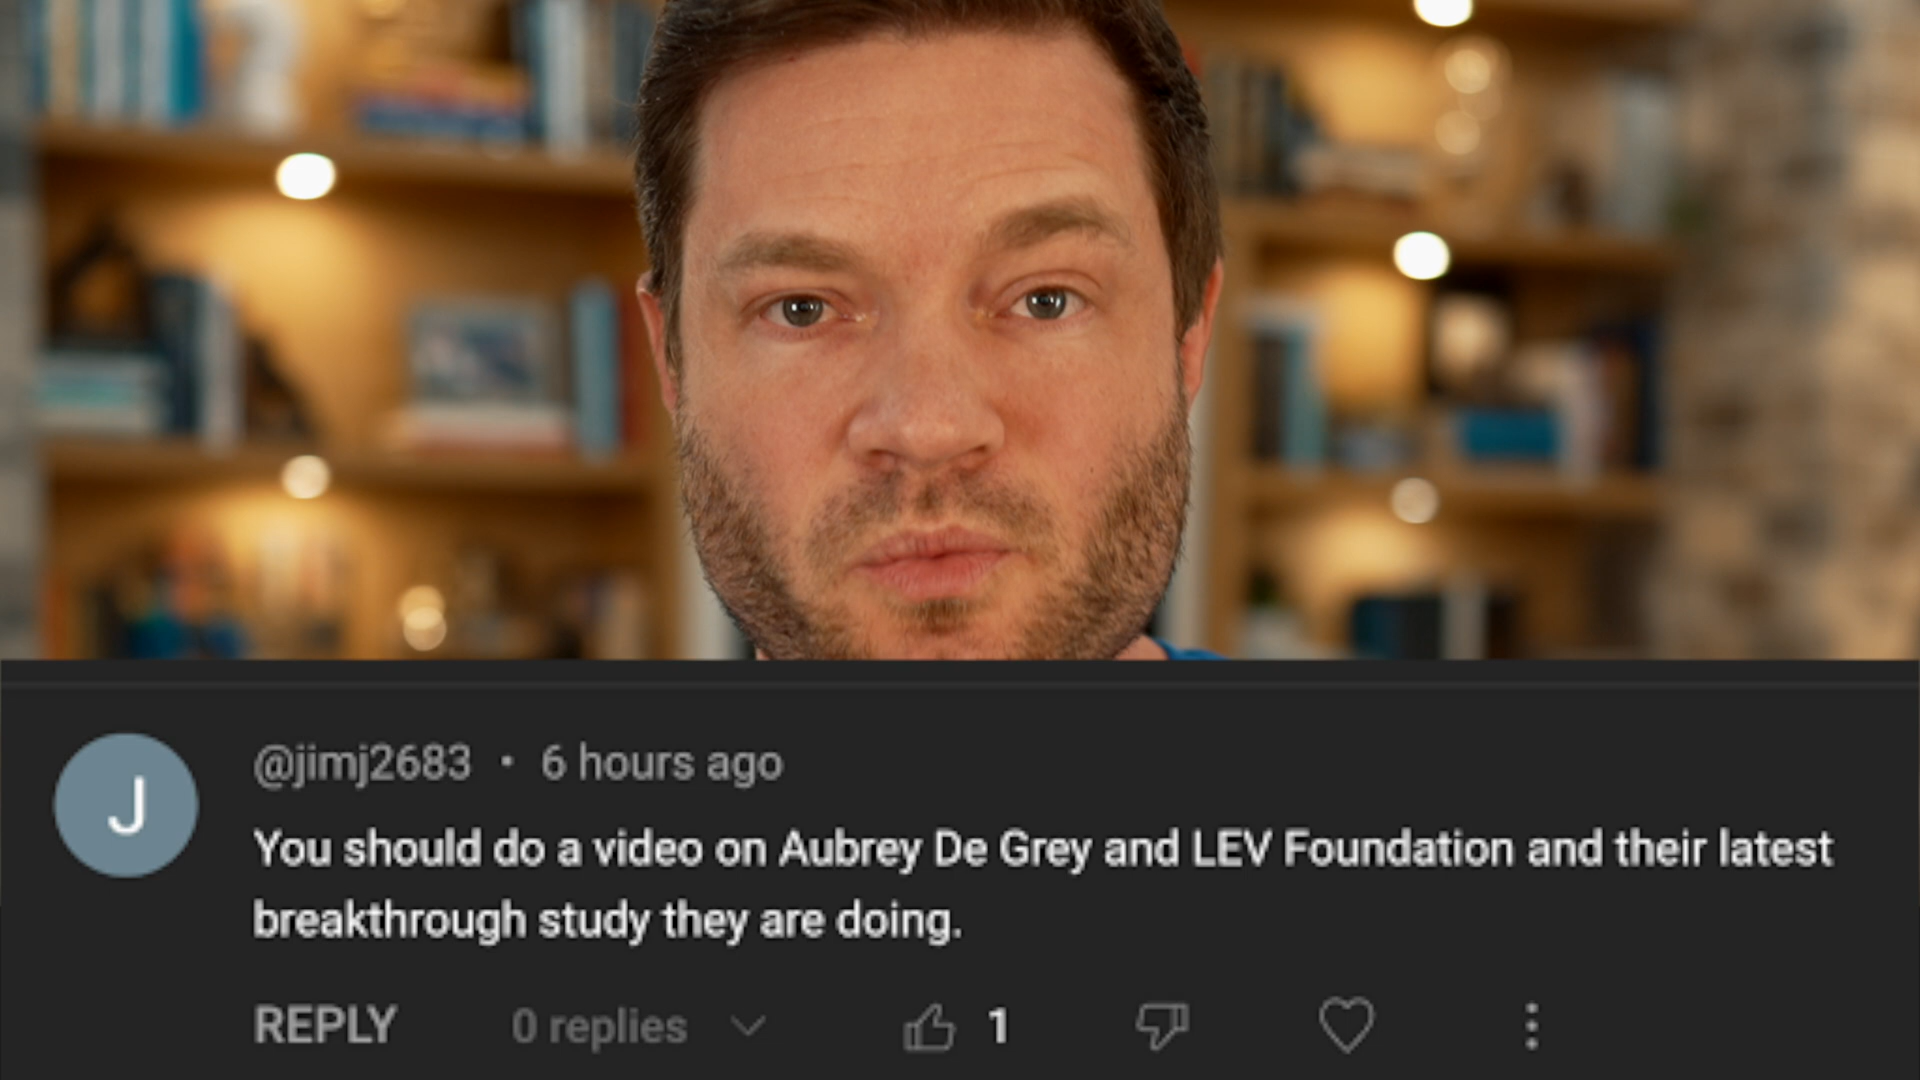 J
@jimj2683 • 6 hours ago
You should do a video on Aubrey De Grey and LEV Foundation and their latest
breakthrough study they are doing.
REPLY 0 replies 1